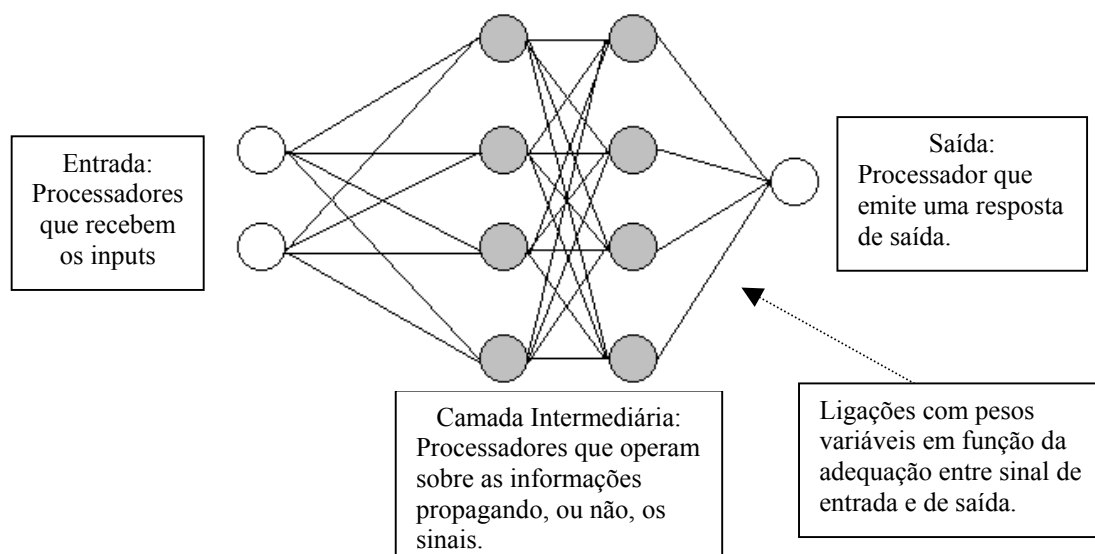 Entrada:
Processadores
que recebem
os inputs
Saída:
Processador que
emite uma resposta
de saída.
Camada Intermediária:
Processadores que operam
sobre as informações
propagando, ou não, os
sinais.
Ligações com pesos
variáveis em função da
adequação entre sinal de
entrada e de saída.